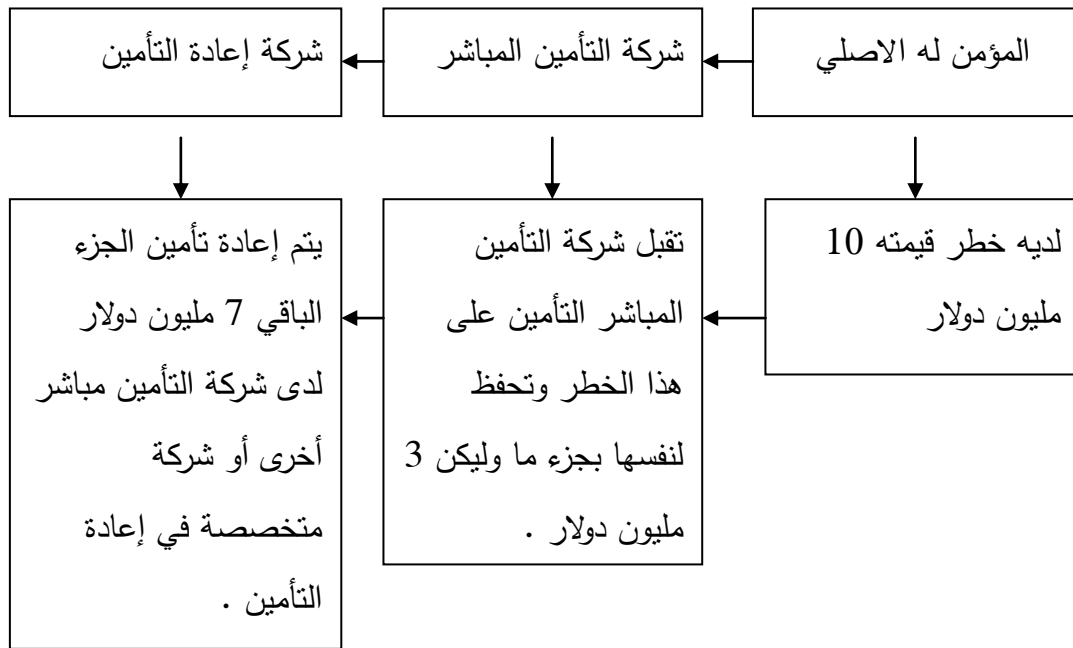 المؤمن له الاصلي
شركة التأمين المباشر
شركة إعادة التأمين
لديه خطر قيمته 10
مليون دولار
تقبل شركة التأمين
المباشر التأمين على
هذا الخطر وتحفظ
لنفسها بجزء ما وليكن 3
مليون دولار .
يتم إعادة تأمين الجزء
الباقي 7 مليون دولار
لدى شركة التأمين مباشر
أخرى أو شركة
متخصصة في إعادة
التأمين .